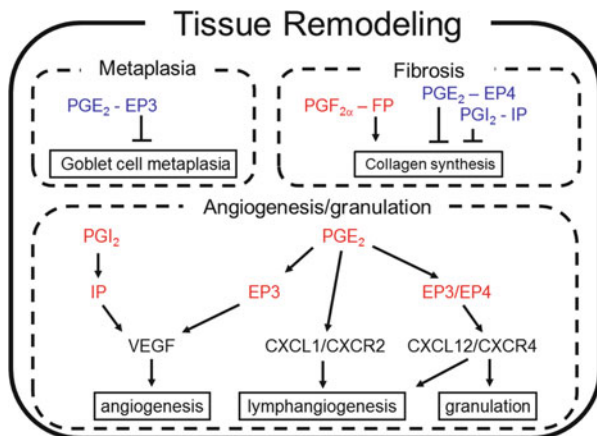 Tissue Remodeling
Metaplasia
PGE₂ - EP3
Goblet cell metaplasia
Fibrosis
PGF₂α – FP
PGE₂ – EP4
PGI₂ - IP
Collagen synthesis
Angiogenesis/granulation
PGI₂
PGE₂
IP
EP3
EP3/EP4
VEGF
CXCL1/CXCR2
CXCL12/CXCR4
angiogenesis
lymphangiogenesis
granulation